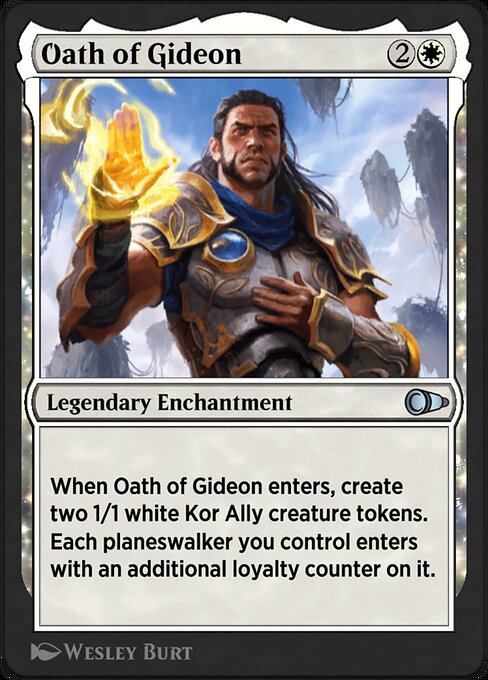 Oath of Gideon 2
Legendary Enchantment
When Oath of Gideon enters, create
two 1/1 white Kor Ally creature tokens.
Each planeswalker you control enters
with an additional loyalty counter on it.
Wesley Burt